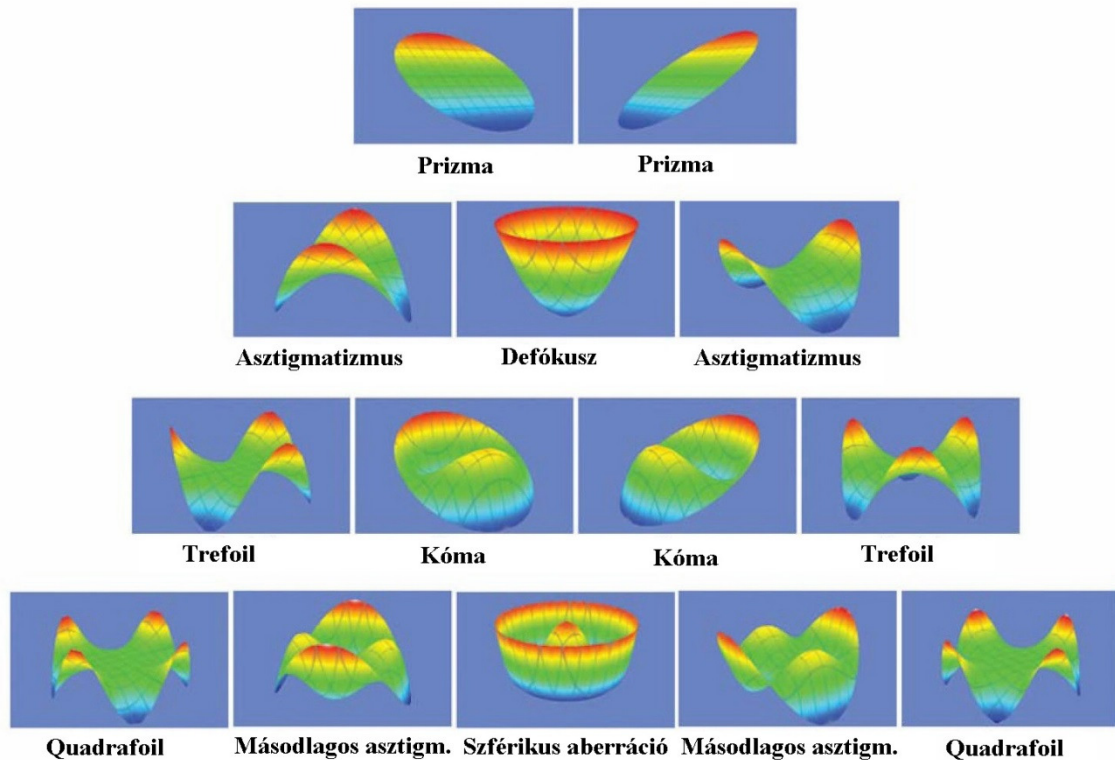 Prizma Prizma
Asztigmatizmus Defókusz Asztigmatizmus
Trefoil Kóma Kóma Trefoil
Quadrafoil Másodlagos asztigm. Szférikus aberráció Másodlagos asztigm. Quadrafoil